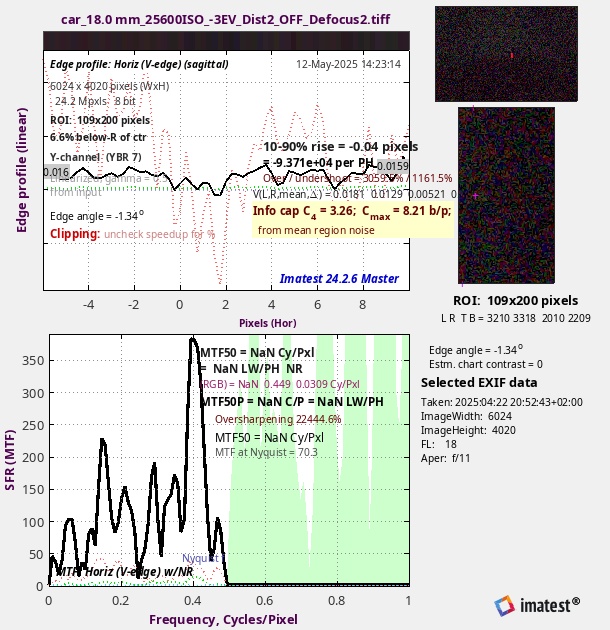 car_18.0 mm_25600ISO_-3EV_Dist2_OFF_Defocus2.tiff
Edge profile: Horiz (V-edge) (sagittal)
12-May-2025 14:23:14
6024 x 4020 pixels (WxH)
24.2 Mpxls 8 bit
ROI: 109x200 pixels
6.6% below-R of ctr
Y-channel (YBR 7)
10-90% rise = -0.04 pixels
= -9.371e+04 per PH
0.016
0.0159
Linearized gamma =
from input
Over/undershoot = 3059.6% / 1161.5%
V(L,R,mean,△) = 0.0181 0.0129 0.00521 0
Edge angle = -1.34°
Info cap C4 = 3.26; Cmax = 8.21 b/p;
from mean region noise
Clipping: uncheck speedup for %
Imatest 24.2.6 Master
Edge profile (linear)
-4 -2 0 2 4 6 8
Pixels (Hor)
ROI: 109x200 pixels
L R T B = 3210 3318 2010 2209
Edge angle = -1.34°
Estm. chart contrast = 0
Selected EXIF data
Taken: 2025:04:22 20:52:43+02:00
ImageWidth: 6024
ImageHeight: 4020
FL: 18
Aper: f/11
MTF50 = NaN Cy/Pxl
= NaN LW/PH NR
(RGB) = NaN 0.449 0.0309 Cy/Pxl
MTF50P = NaN C/P = NaN LW/PH
Oversharpening 22444.6%
MTF50 = NaN Cy/Pxl
MTF at Nyquist = 70.3
Nyquist
MTF: Horiz (V-edge) w/NR
SFR (MTF)
350
300
250
200
150
100
50
0
0 0.2 0.4 0.6 0.8 1
Frequency, Cycles/Pixel
imatest®